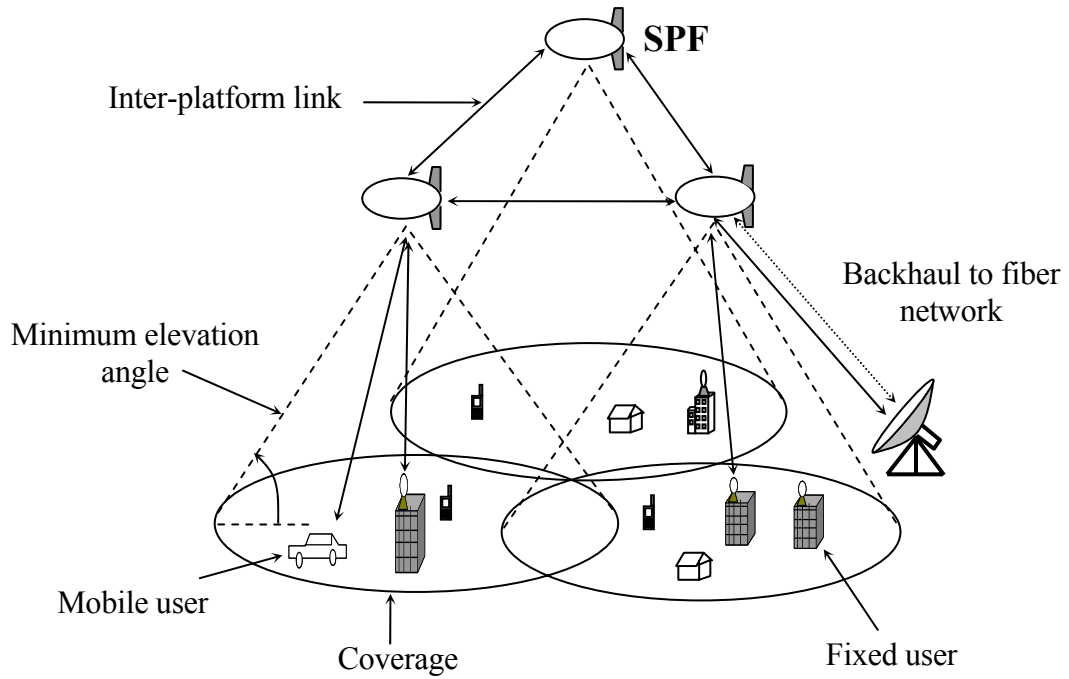 SPF
Inter-platform link
Backhaul to fiber
network
Minimum elevation
angle
Mobile user
Coverage
Fixed user